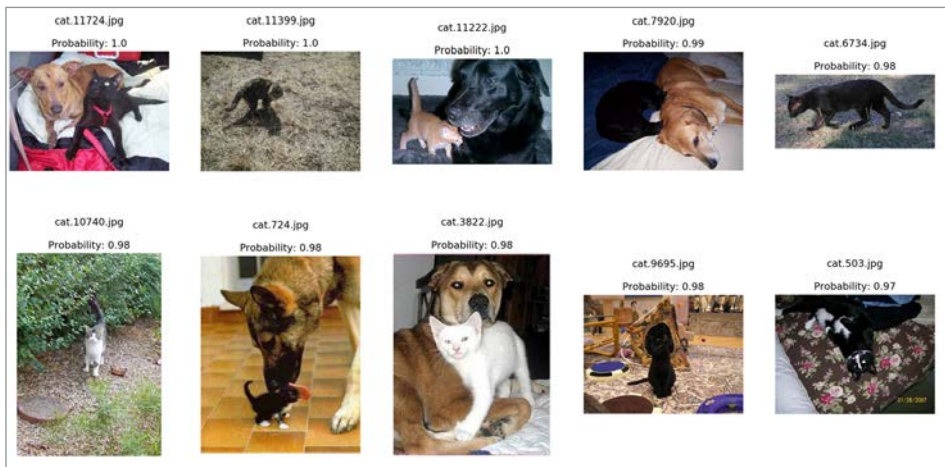 cat.11724.jpg
Probability: 1.0
cat.11399.jpg
Probability: 1.0
cat.11222.jpg
Probability: 1.0
cat.7920.jpg
Probability: 0.99
cat.6734.jpg
Probability: 0.98
cat.10740.jpg
Probability: 0.98
cat.724.jpg
Probability: 0.98
cat.3822.jpg
Probability: 0.98
cat.9695.jpg
Probability: 0.98
cat.503.jpg
Probability: 0.97